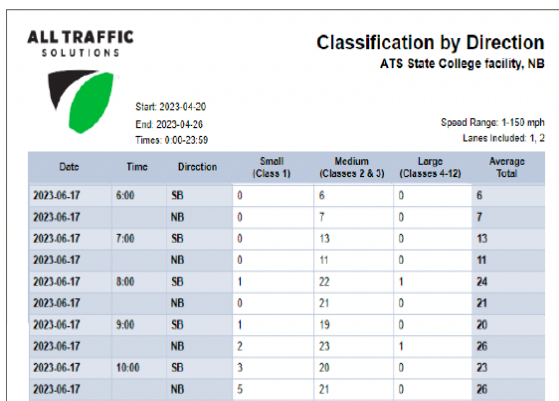 ALL TRAFFIC
SOLUTIONS
Classification by Direction
ATS State College facility, NB
Start: 2023-04-20
End: 2023-04-26
Times: 0:00-23:59
Speed Range: 1-150 mph
Lanes Included: 1, 2
Date Time Direction Small (Class 1) Medium (Classes 2 & 3) Large (Classes 4-12) Average Total
2023-06-17 6:00 SB 0 6 0 6
2023-06-17 NB 0 7 0 7
2023-06-17 7:00 SB 0 13 0 13
2023-06-17 NB 0 11 0 11
2023-06-17 8:00 SB 1 22 1 24
2023-06-17 NB 0 21 0 21
2023-06-17 9:00 SB 1 19 0 20
2023-06-17 NB 2 23 1 26
2023-06-17 10:00 SB 3 20 0 23
2023-06-17 NB 5 21 0 26